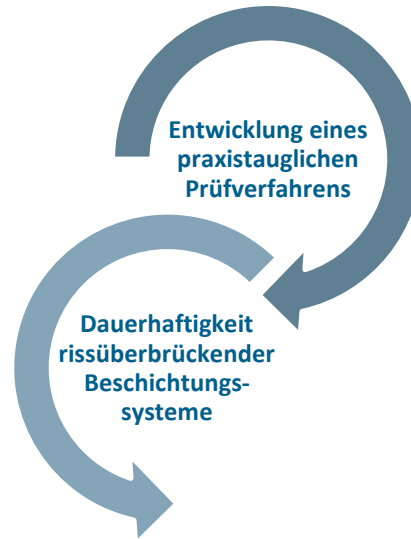 Entwicklung eines
praxistauglichen
Prüfverfahrens
Dauerhaftigkeit
rissüberbrückender
Beschichtungs-
systeme